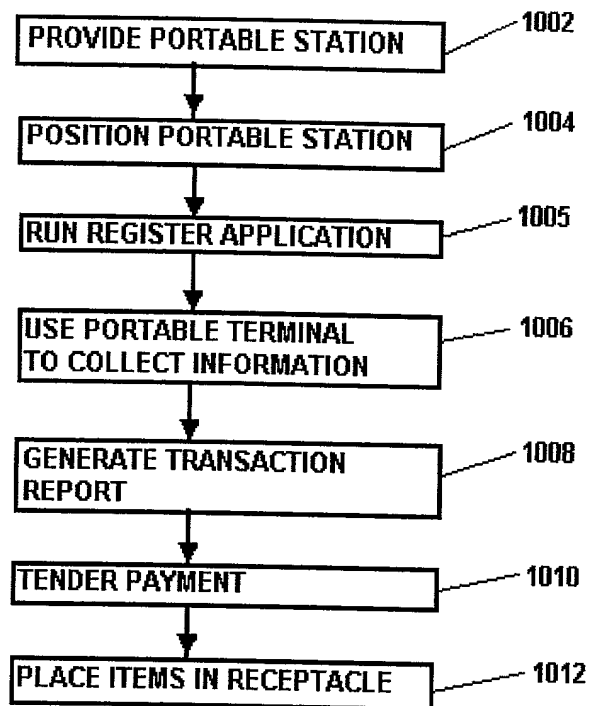 PROVIDE PORTABLE STATION
1002
POSITION PORTABLE STATION
1004
RUN REGISTER APPLICATION
1005
USE PORTABLE TERMINAL
TO COLLECT INFORMATION
1006
GENERATE TRANSACTION
REPORT
1008
TENDER PAYMENT
1010
PLACE ITEMS IN RECEPTACLE
1012